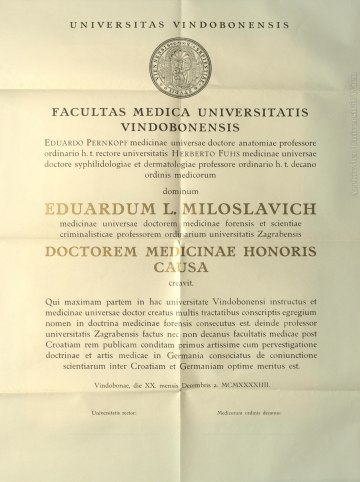 UNIVERSITAS VINDOBONENSIS
FACULTAS MEDICA UNIVERSITATIS
VINDOBONENSIS
EDUARDO PERNKOPF medicinae universae doctore anatomiae professore
ordinario h. t. rectore universitatis HERBERTO FUHS medicinae universae
doctore syphilidologiae et dermatologiae professore ordinario h. t. decano
ordinis medicorum
dominum
EDUARDUM L. MILOSLAVICH
medicinae universae doctorem medicinae forensis et scientiae
criminalisticae professorem ordinarium universitatis Zagrabensis
DOCTOREM MEDICINAE HONORIS
CAUSA
creavit.
Qui maximam partem in hac universitate Vindobonensi instructus et
medicinae universae doctor creatus multis tractatibus conscriptis egregium
nomen in doctrina medicinae forensis consecutus est. deinde professor
universitatis Zagrabensis factus nec non decanus facultatis medicae post
Croatiam rem publicam conditam primus artissime cum pervestigatione
doctrinae et artis medicae in Germania consociatus de coniunctione
scientiarum inter Croatiam et Germaniam optime meritus est.
Vindobonae, die XX. mensis Decembris a. MCMXXXXIIII.
Universitatis rector: Medicorum ordinis decanus: